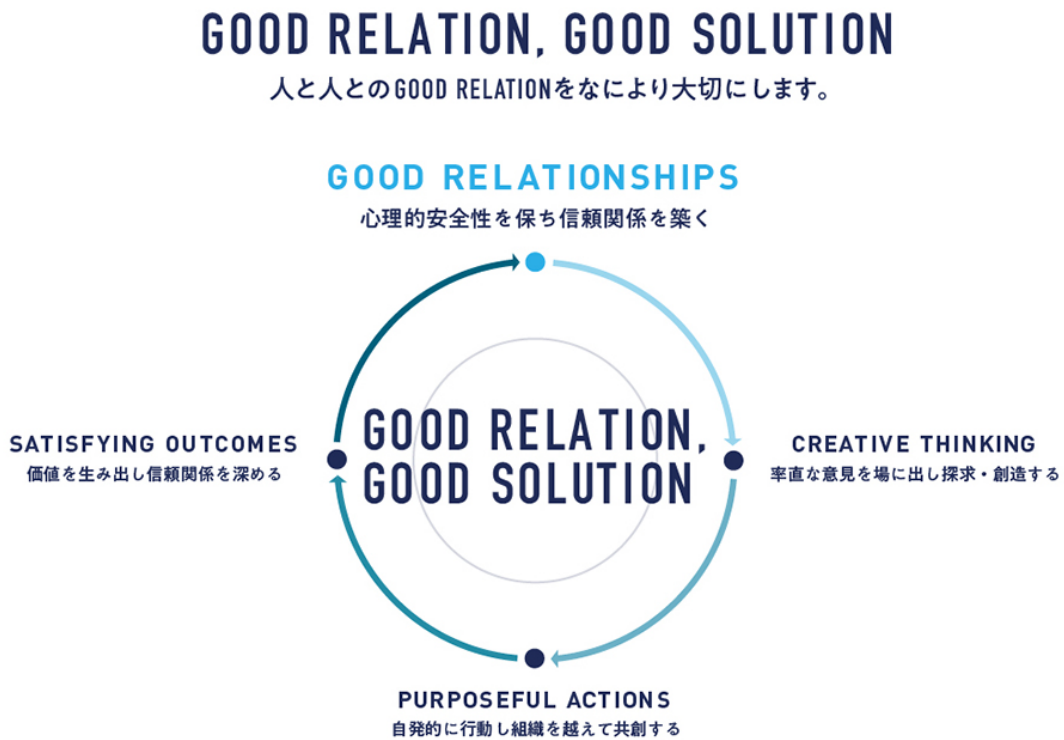 GOOD RELATION, GOOD SOLUTION
人と人とのGOOD RELATIONをなにより大切にします。
GOOD RELATIONSHIPS
心理的安全性を保ち信頼関係を築く
SATISFYING OUTCOMES
価値を生み出し信頼関係を深める
GOOD RELATION,
GOOD SOLUTION
CREATIVE THINKING
率直な意見を場に出し探求・創造する
PURPOSEFUL ACTIONS
自発的に行動し組織を越えて共創する